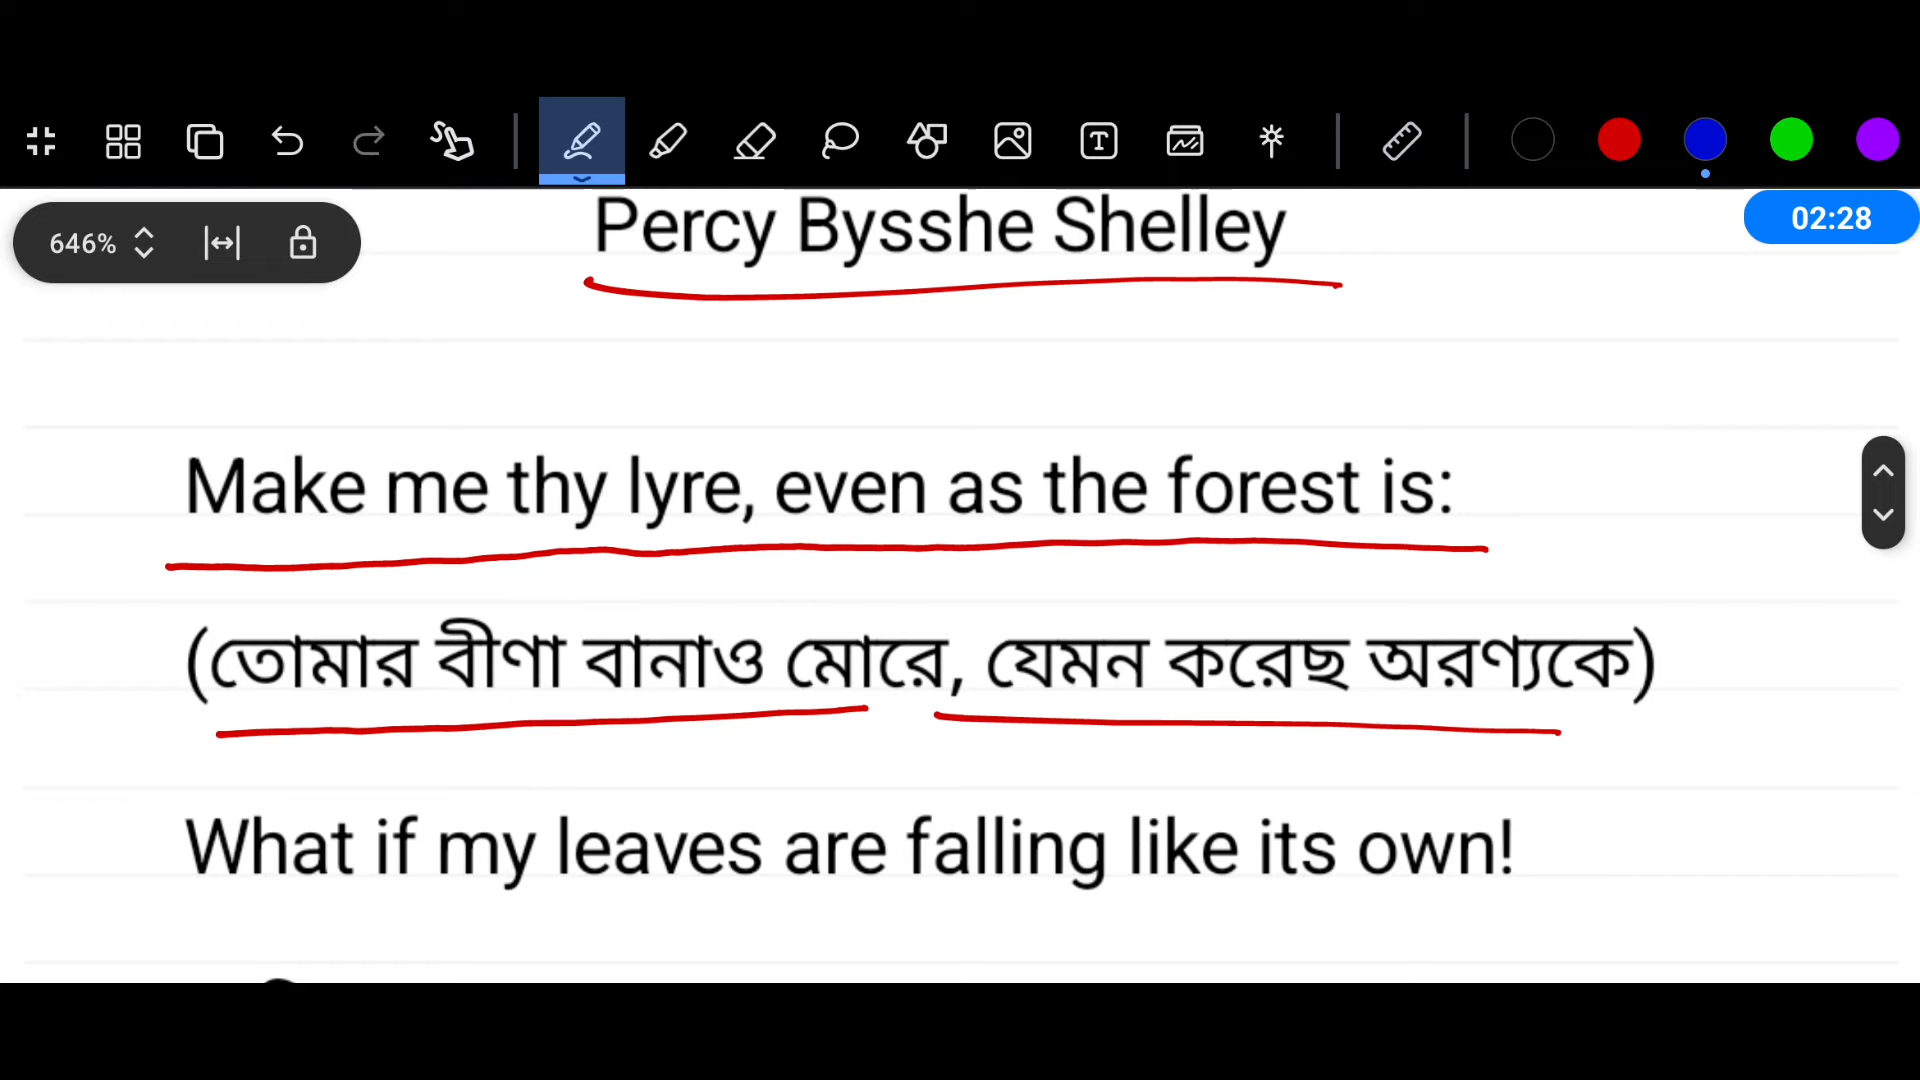 646%
02:28
Percy Bysshe Shelley
Make me thy lyre, even as the forest is:
(তোমার বীণা বানাও মোরে, যেমন করেছ অরণ্যকে)
What if my leaves are falling like its own!